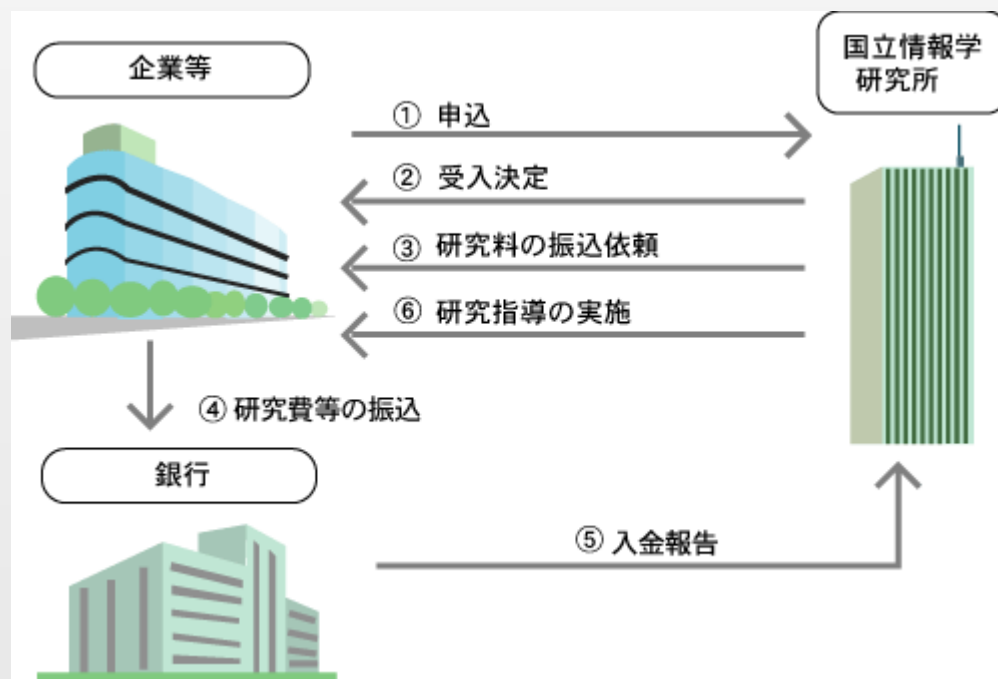 企業等
国立情報学
研究所
① 申込
② 受入決定
③ 研究料の振込依頼
⑥ 研究指導の実施
④ 研究費等の振込
銀行
⑤ 入金報告